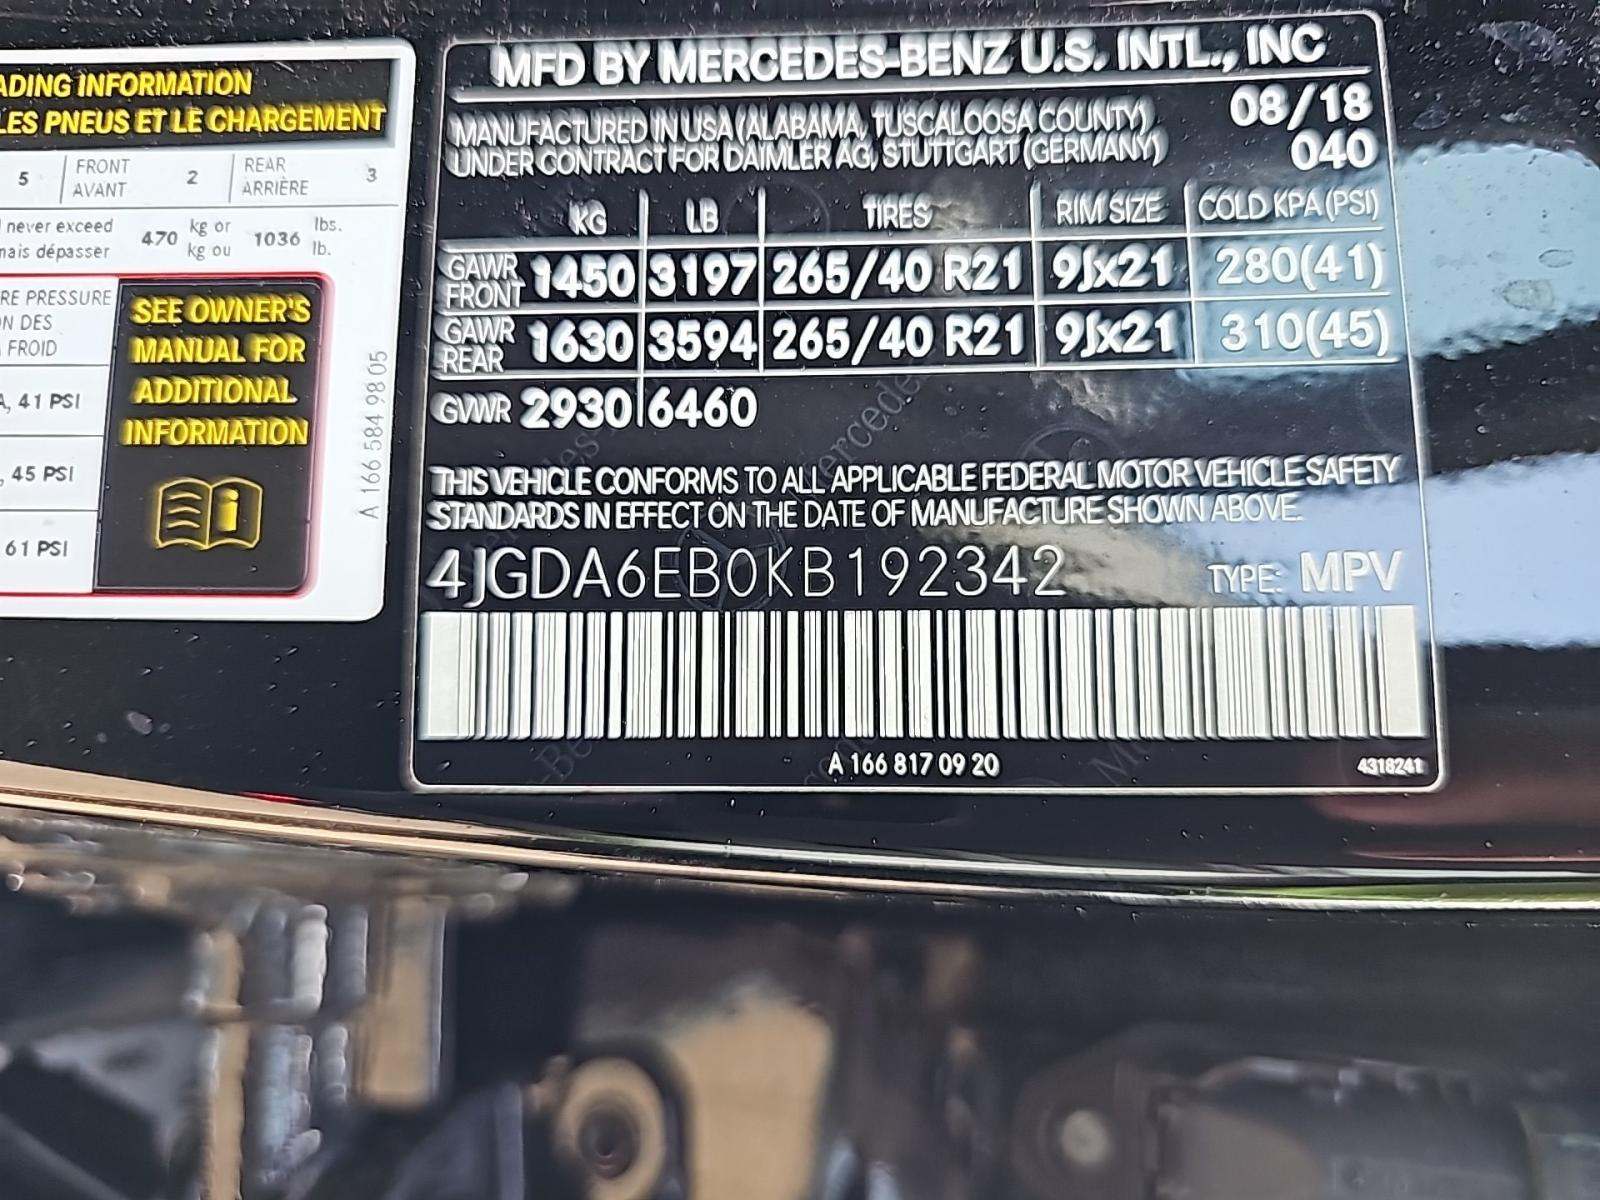 ADING INFORMATION
LES PNEUS ET LE CHARGEMENT
5 FRONT AVANT 2 REAR ARRIÈRE 3
never exceed
mais dépasser
470 kg or kg ou 1036 lbs. lb.
RE PRESSURE
ON DES
FROID
41 PSI
45 PSI
61 PSI
SEE OWNER'S
MANUAL FOR
ADDITIONAL
INFORMATION
A 166 584 98 05
MFD BY MERCEDES-BENZ U.S. INTL., INC
MANUFACTURED IN USA (ALABAMA, TUSCALOOSA COUNTY) 08/18
UNDER CONTRACT FOR DAIMLER AG, STUTTGART (GERMANY) 040
KG LB TIRES RIM SIZE COLD KPA (PSI)
GAWR FRONT 1450 3197 265/40 R21 9Jx21 280(41)
GAWR REAR 1630 3594 265/40 R21 9Jx21 310(45)
GVWR 2930 6460
THIS VEHICLE CONFORMS TO ALL APPLICABLE FEDERAL MOTOR VEHICLE SAFETY
STANDARDS IN EFFECT ON THE DATE OF MANUFACTURE SHOWN ABOVE.
4JGDA6EB0KB192342 TYPE: MPV
A 166 817 09 20 4318241